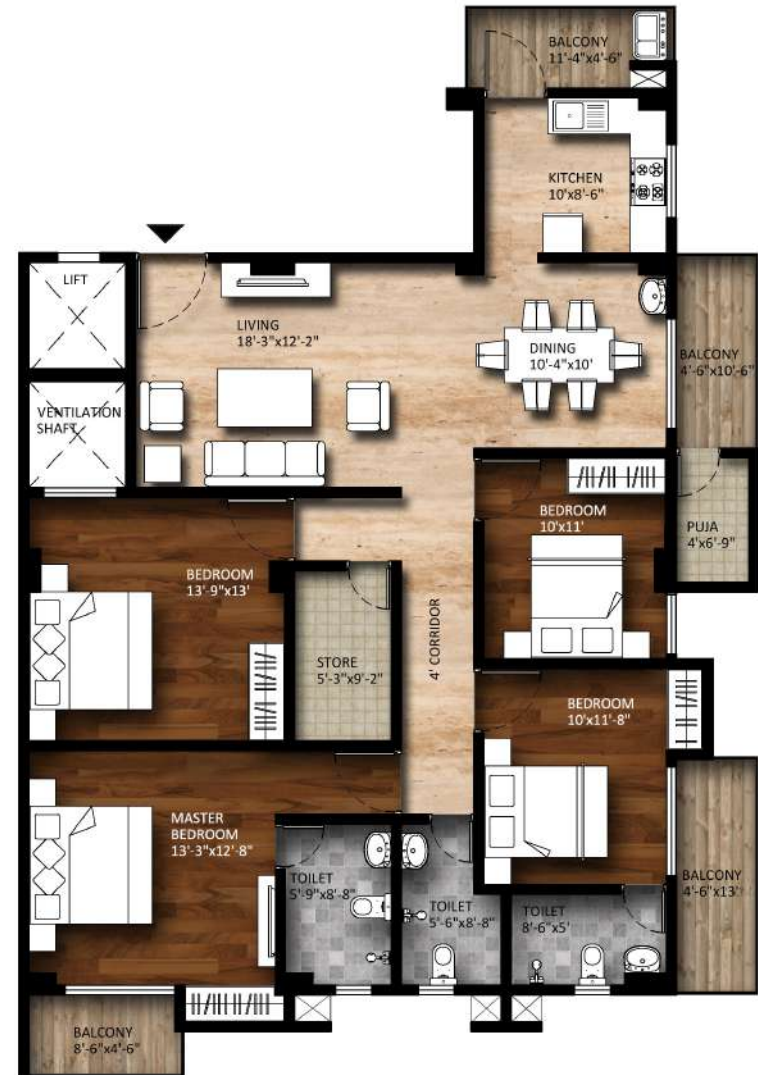 BALCONY
11'-4"x4'-6"
KITCHEN
10'x8'-6"
LIFT
LIVING
18'-3"x12'-2"
DINING
10'-4"x10'
BALCONY
4'-6"x10'-6"
VENTILATION
SHAFT
BEDROOM
10'x11'
PUJA
4'x6'-9"
BEDROOM
13'-9"x13'
STORE
5'-3"x9'-2"
4' CORRIDOR
BEDROOM
10'x11'-8"
MASTER
BEDROOM
13'-3"x12'-8"
TOILET
5'-9"x8'-8"
TOILET
5'-6"x8'-8"
TOILET
8'-6"x5'
BALCONY
4'-6"x13'
BALCONY
8'-6"x4'-6"